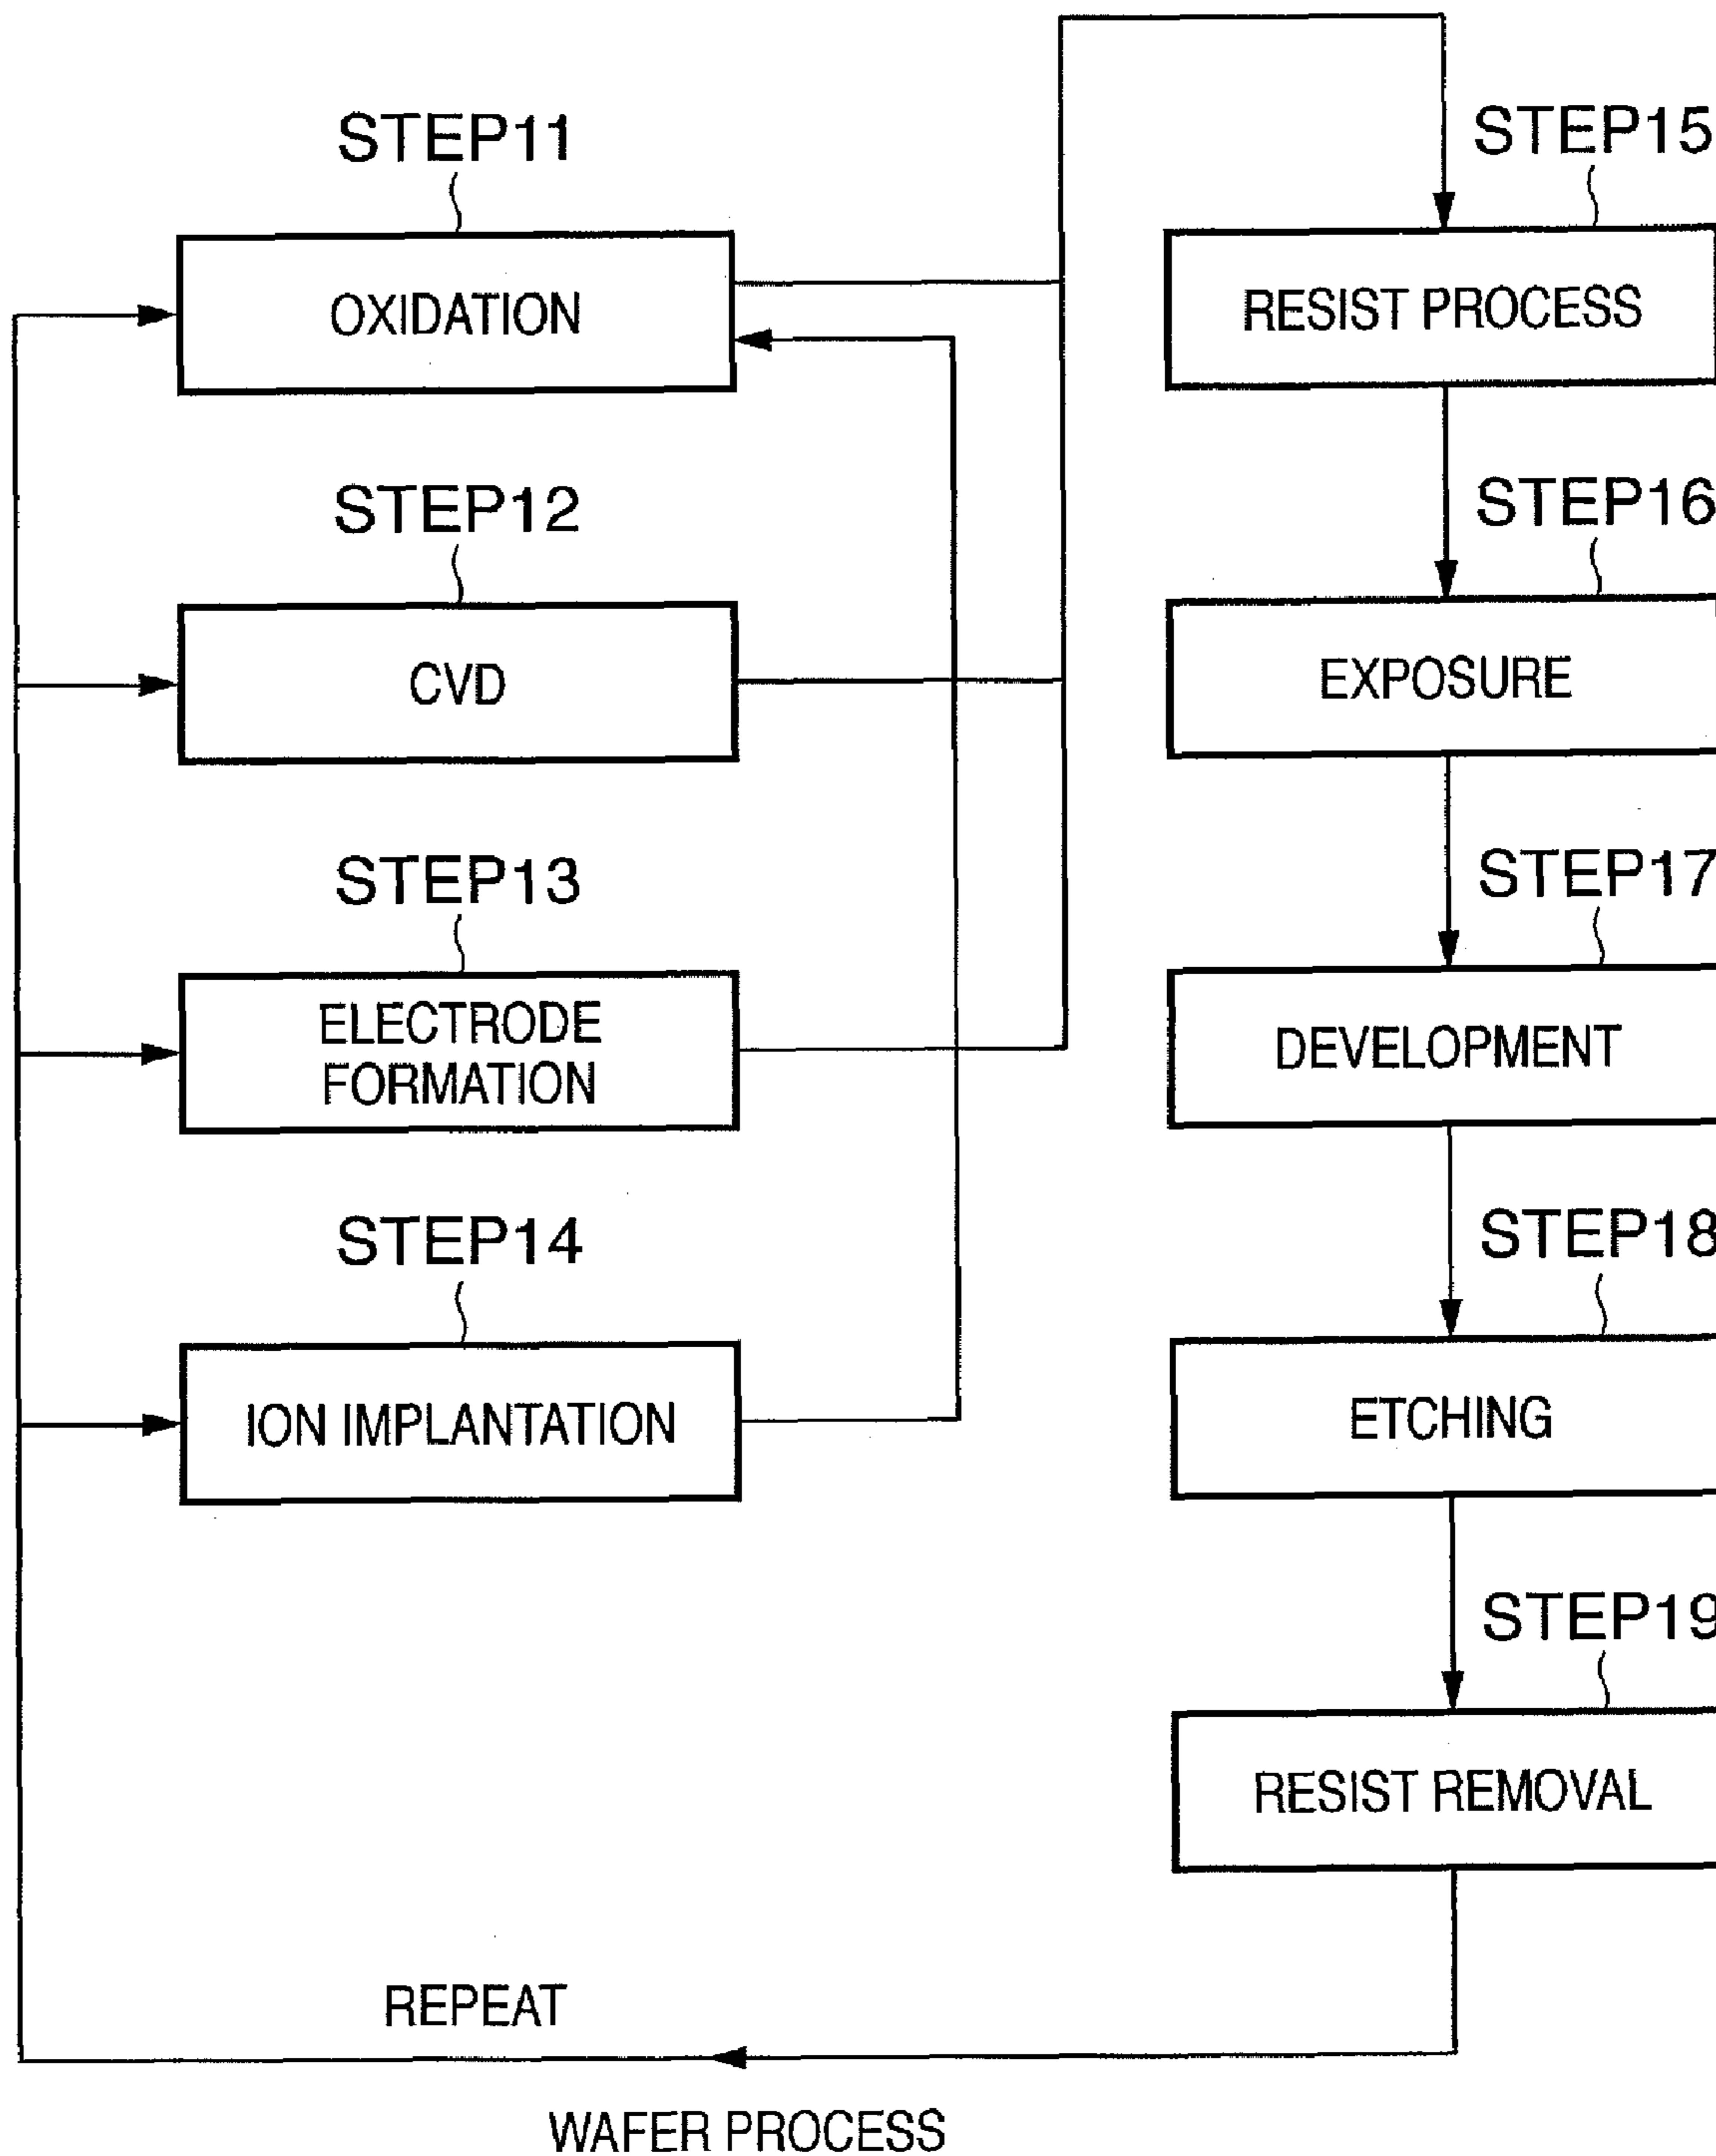 STEP11
OXIDATION
STEP12
CVD
STEP13
ELECTRODE
FORMATION
STEP14
ION IMPLANTATION
STEP15
RESIST PROCESS
STEP16
EXPOSURE
STEP17
DEVELOPMENT
STEP18
ETCHING
STEP19
RESIST REMOVAL
REPEAT
WAFER PROCESS